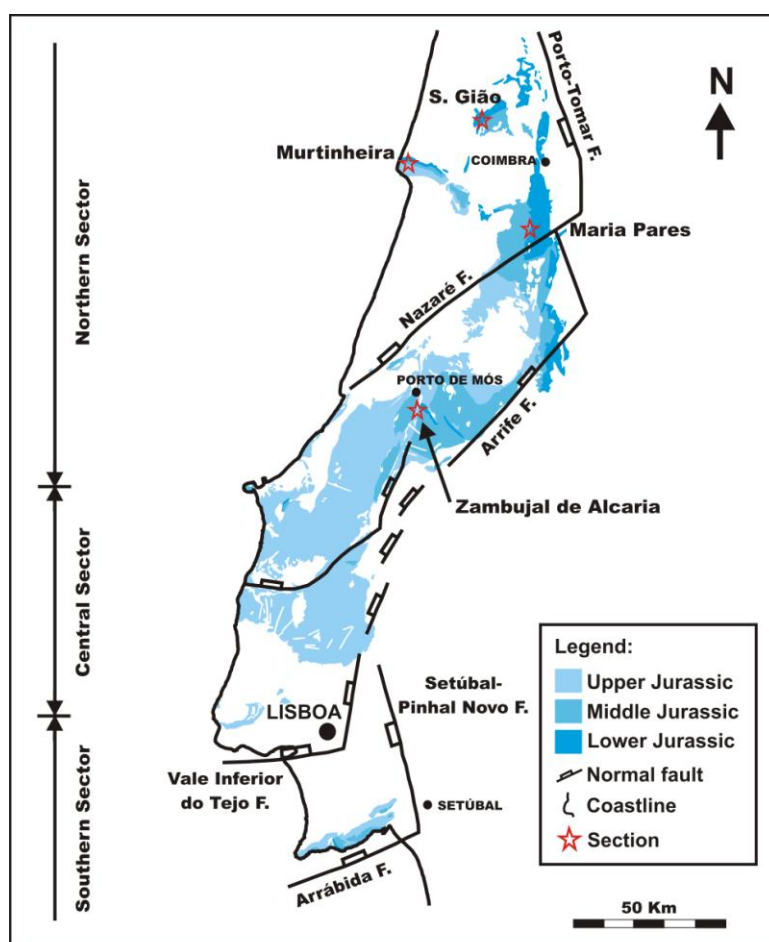 Northern Sector
Central Sector
Southern Sector
S. Gião
Porto-Tomar F.
N
Murtinheira
COIMBRA
Maria Pares
Nazaré F.
PORTO DE MÓS
Arrife F.
Zambujal de Alcaria
LISBOA
Setúbal-
Pinhal Novo F.
Vale Inferior
do Tejo F.
SETÚBAL
Arrábida F.
Legend:
Upper Jurassic
Middle Jurassic
Lower Jurassic
Normal fault
Coastline
Section
50 Km